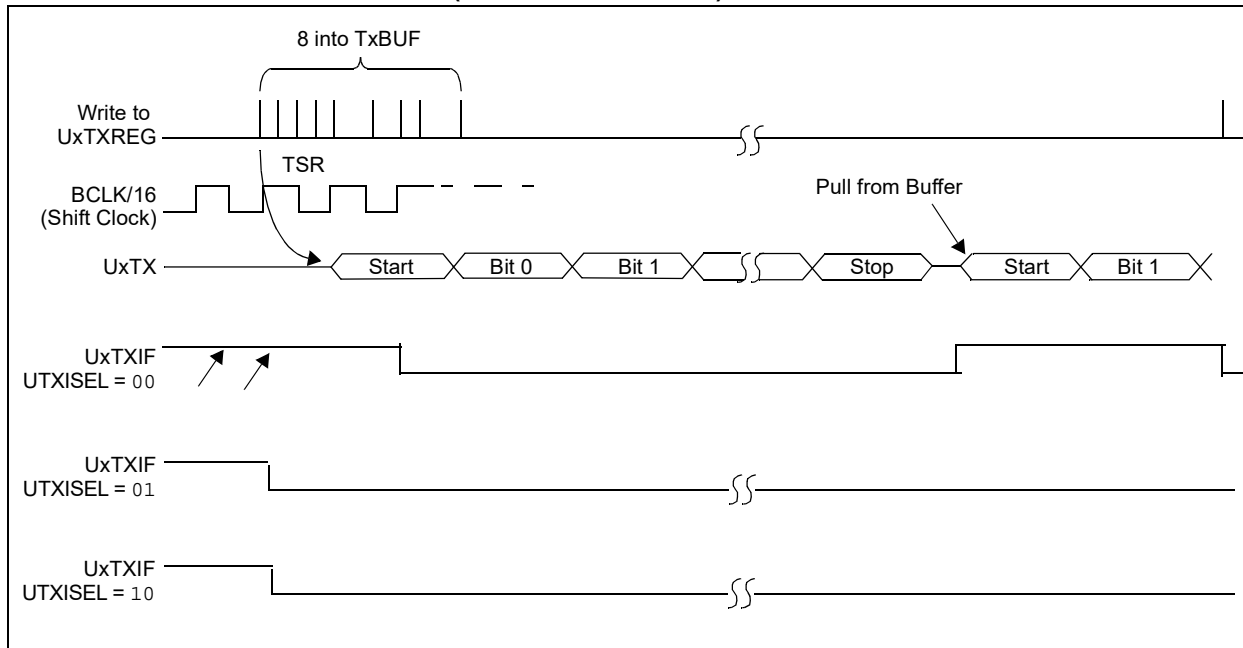 8 into TxBUF
Write to
UxTXREG
TSR
BCLK/16
(Shift Clock)
Pull from Buffer
UxTX
Start
Bit 0
Bit 1
Stop
Start
Bit 1
UxTXIF
UTXISEL = 00
UxTXIF
UTXISEL = 01
UxTXIF
UTXISEL = 10